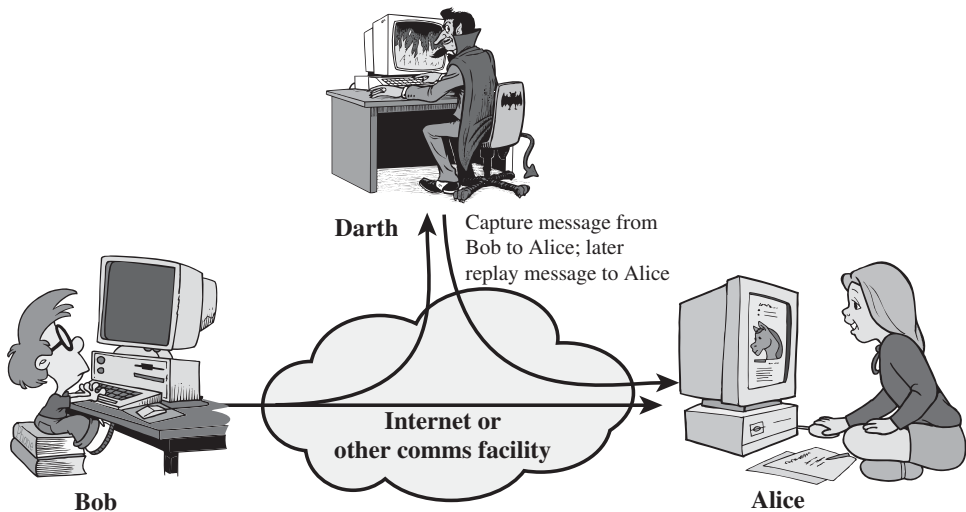 Darth
Capture message from
Bob to Alice; later
replay message to Alice
Internet or
other comms facility
Bob
Alice